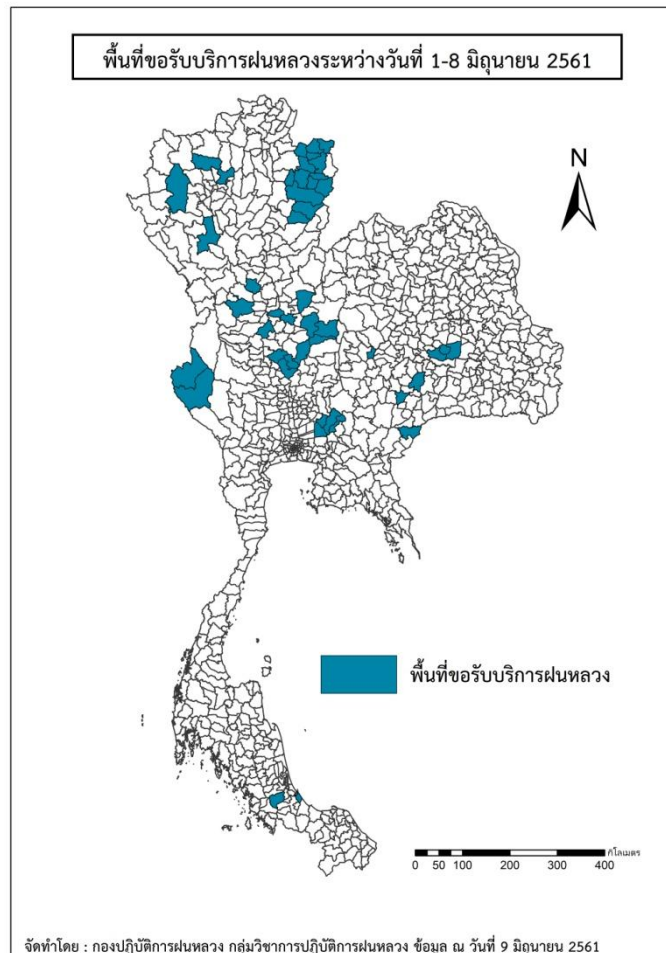 พื้นที่ขอรับบริการฝนหลวงระหว่างวันที่ 1-8 มิถุนายน 2561
N
พื้นที่ขอรับบริการฝนหลวง
กิโลเมตร
0 50 100 200 300 400
จัดทำโดย : กองปฏิบัติการฝนหลวง กลุ่มวิชาการปฏิบัติการฝนหลวง ข้อมูล ณ วันที่ 9 มิถุนายน 2561